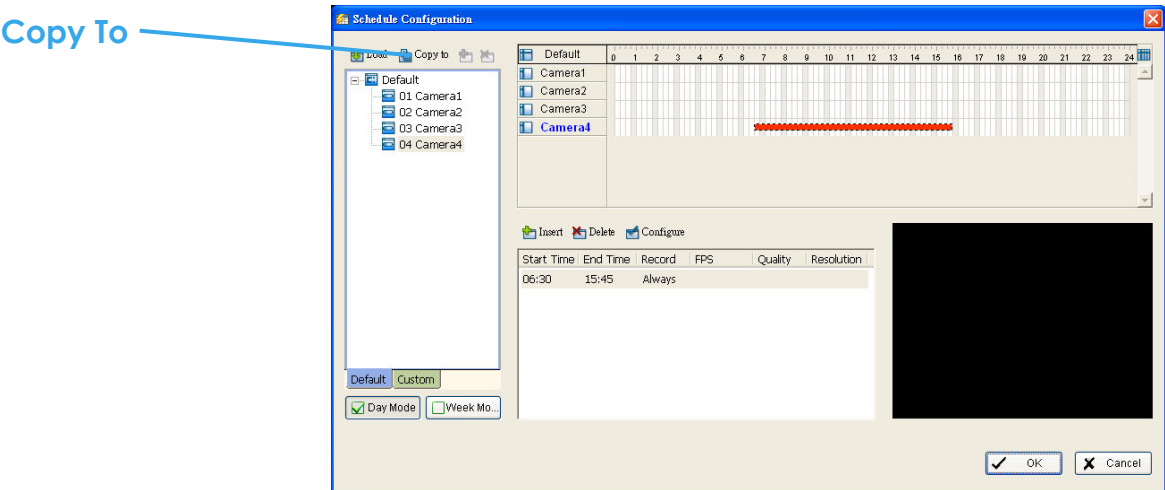 Copy To
Schedule Configuration
Load Copy to
Default
01 Camera1
02 Camera2
03 Camera3
04 Camera4
Default Custom
Day Mode Week Mo...
Default 0 1 2 3 4 5 6 7 8 9 10 11 12 13 14 15 16 17 18 19 20 21 22 23 24
Camera1
Camera2
Camera3
Camera4
Insert Delete Configure
Start Time End Time Record FPS Quality Resolution
06:30 15:45 Always
OK Cancel